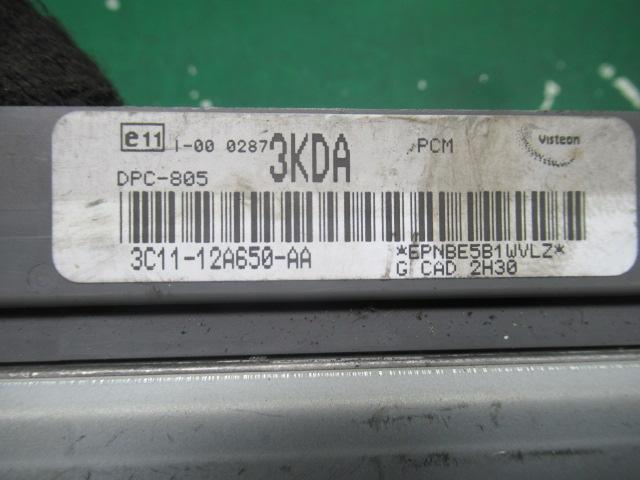 e11 I-00 0287 3KDA PCM Visteon
DPC-805
3C11-12A650-AA *EPNBE5B1WVLZ*
G CAD 2H30